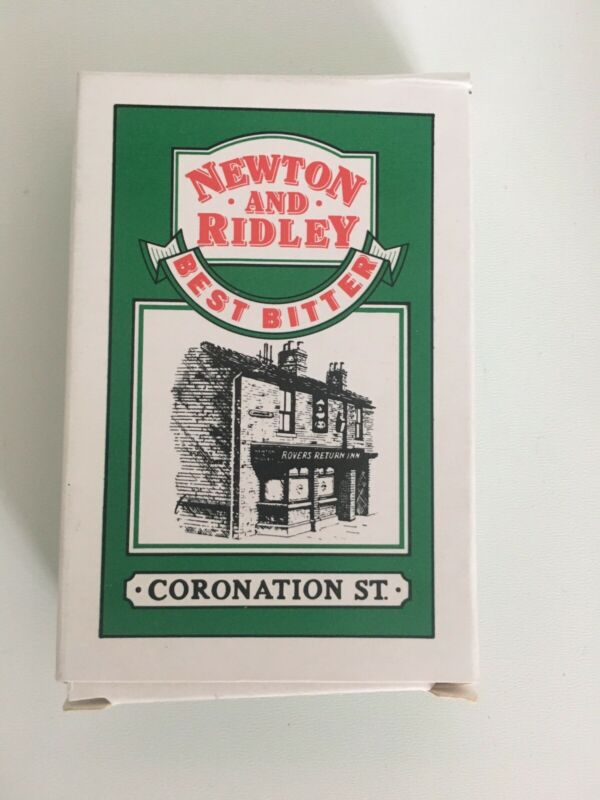 NEWTON
· AND ·
RIDLEY
BEST BITTER
ROVERS RETURN INN
· CORONATION ST. ·